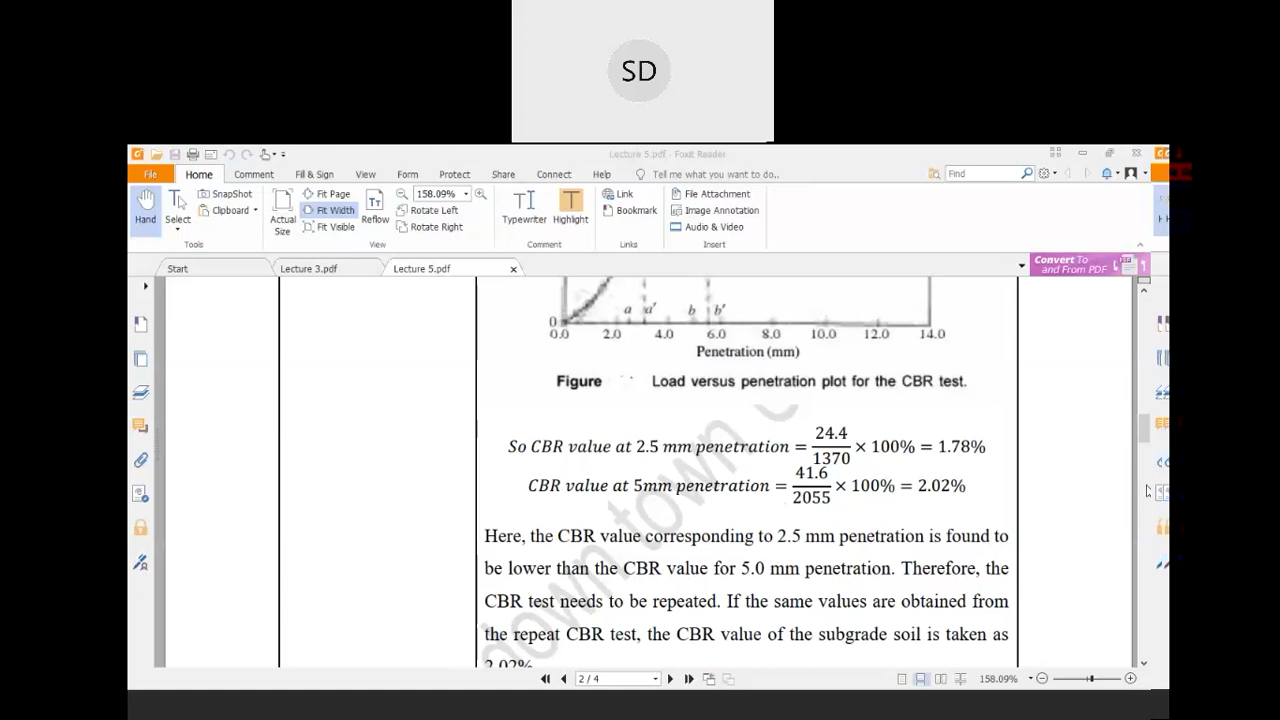 SD
Lecture 5.pdf - Foxit Reader
File Home Comment Fill & Sign View Form Protect Share Connect Help Tell me what you want to do.. Find
Hand Select SnapShot Clipboard Actual Size Fit Page Fit Width Fit Visible Reflow 158.09% Rotate Left Rotate Right Typewriter Highlight Link Bookmark File Attachment Image Annotation Audio & Video
Tools View Comment Links Insert
Start Lecture 3.pdf Lecture 5.pdf Convert To and From PDF
a a' b b'
0
0.0 2.0 4.0 6.0 8.0 10.0 12.0 14.0
Penetration (mm)
Figure Load versus penetration plot for the CBR test.
So CBR value at 2.5 mm penetration = 24.4/1370 × 100% = 1.78%
CBR value at 5mm penetration = 41.6/2055 × 100% = 2.02%
Here, the CBR value corresponding to 2.5 mm penetration is found to
be lower than the CBR value for 5.0 mm penetration. Therefore, the
CBR test needs to be repeated. If the same values are obtained from
the repeat CBR test, the CBR value of the subgrade soil is taken as
2.02%
down town
2 / 4 158.09%